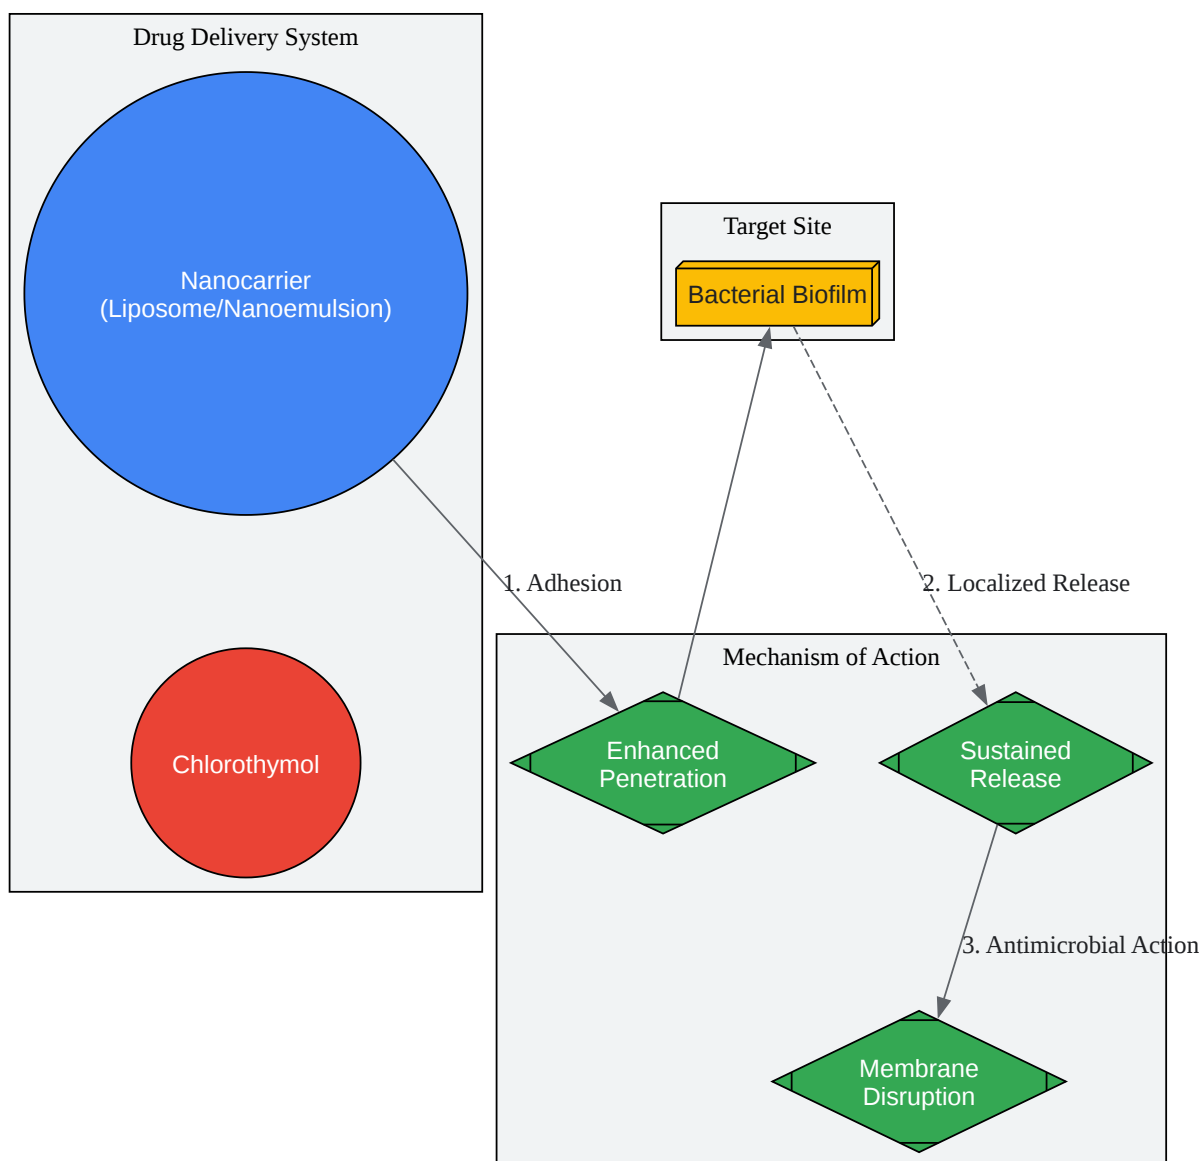 Drug Delivery System
Nanocarrier
(Liposome/Nanoemulsion)
Target Site
Bacterial Biofilm
1. Adhesion
2. Localized Release
Mechanism of Action
Chlorothymol
Enhanced
Penetration
Sustained
Release
3. Antimicrobial Action
Membrane
Disruption